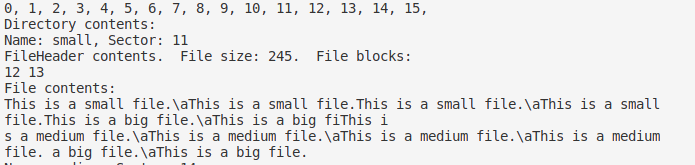 0, 1, 2, 3, 4, 5, 6, 7, 8, 9, 10, 11, 12, 13, 14, 15,
Directory contents:
Name: small, Sector: 11
FileHeader contents.  File size: 245.  File blocks:
12 13
File contents:
This is a small file.\aThis is a small file.This is a small file.\aThis is a small
file.This is a big file.\aThis is a big fiThis i
s a medium file.\aThis is a medium file.\aThis is a medium file.\aThis is a medium
file. a big file.\aThis is a big file.